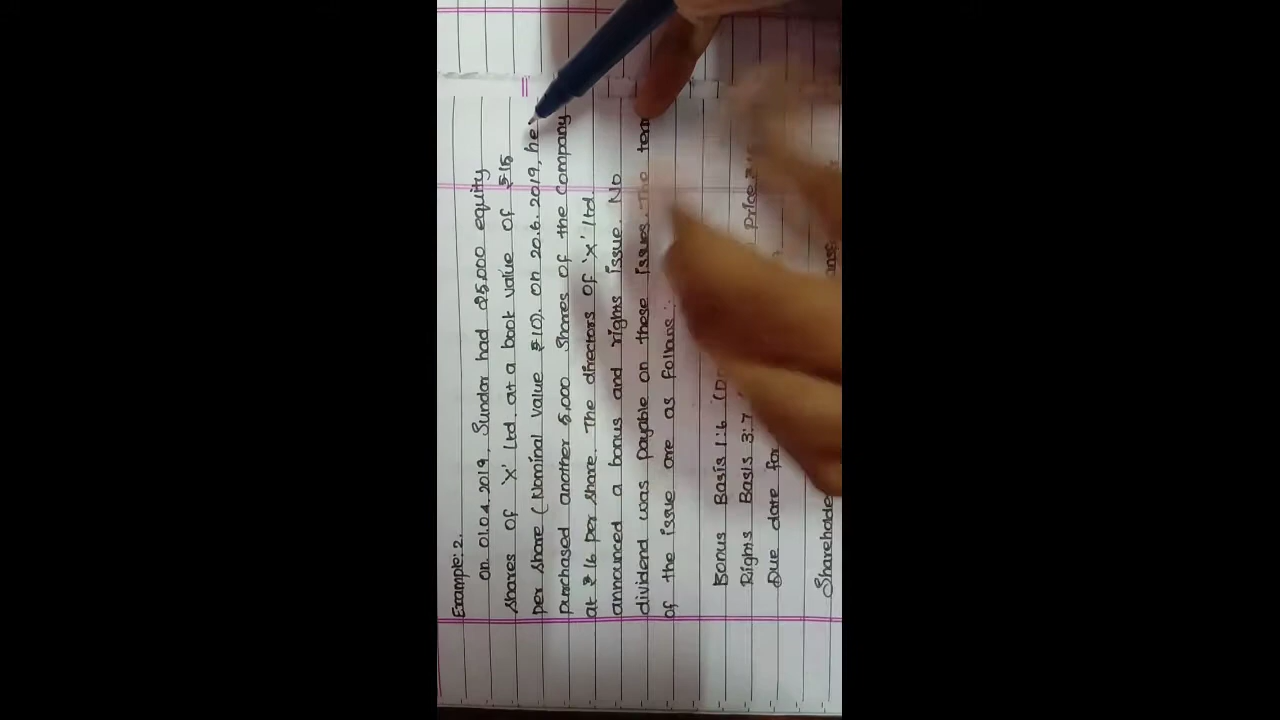 Example: 2.
On 01.04.2019, Sundar had 25,000 equity
shares of 'X' Ltd. at a book value of ₹15
per share (Nominal value ₹10). On 20.6.2019, he
purchased another 5,000 shares of the company
at ₹16 per share. The directors of 'X' Ltd.
announced a bonus and rights issue. No
dividend was payable on these issues. The
of the issue are as follows:
Bonus Basis 1:6
Rights Basis 3:7 Price
Due date for